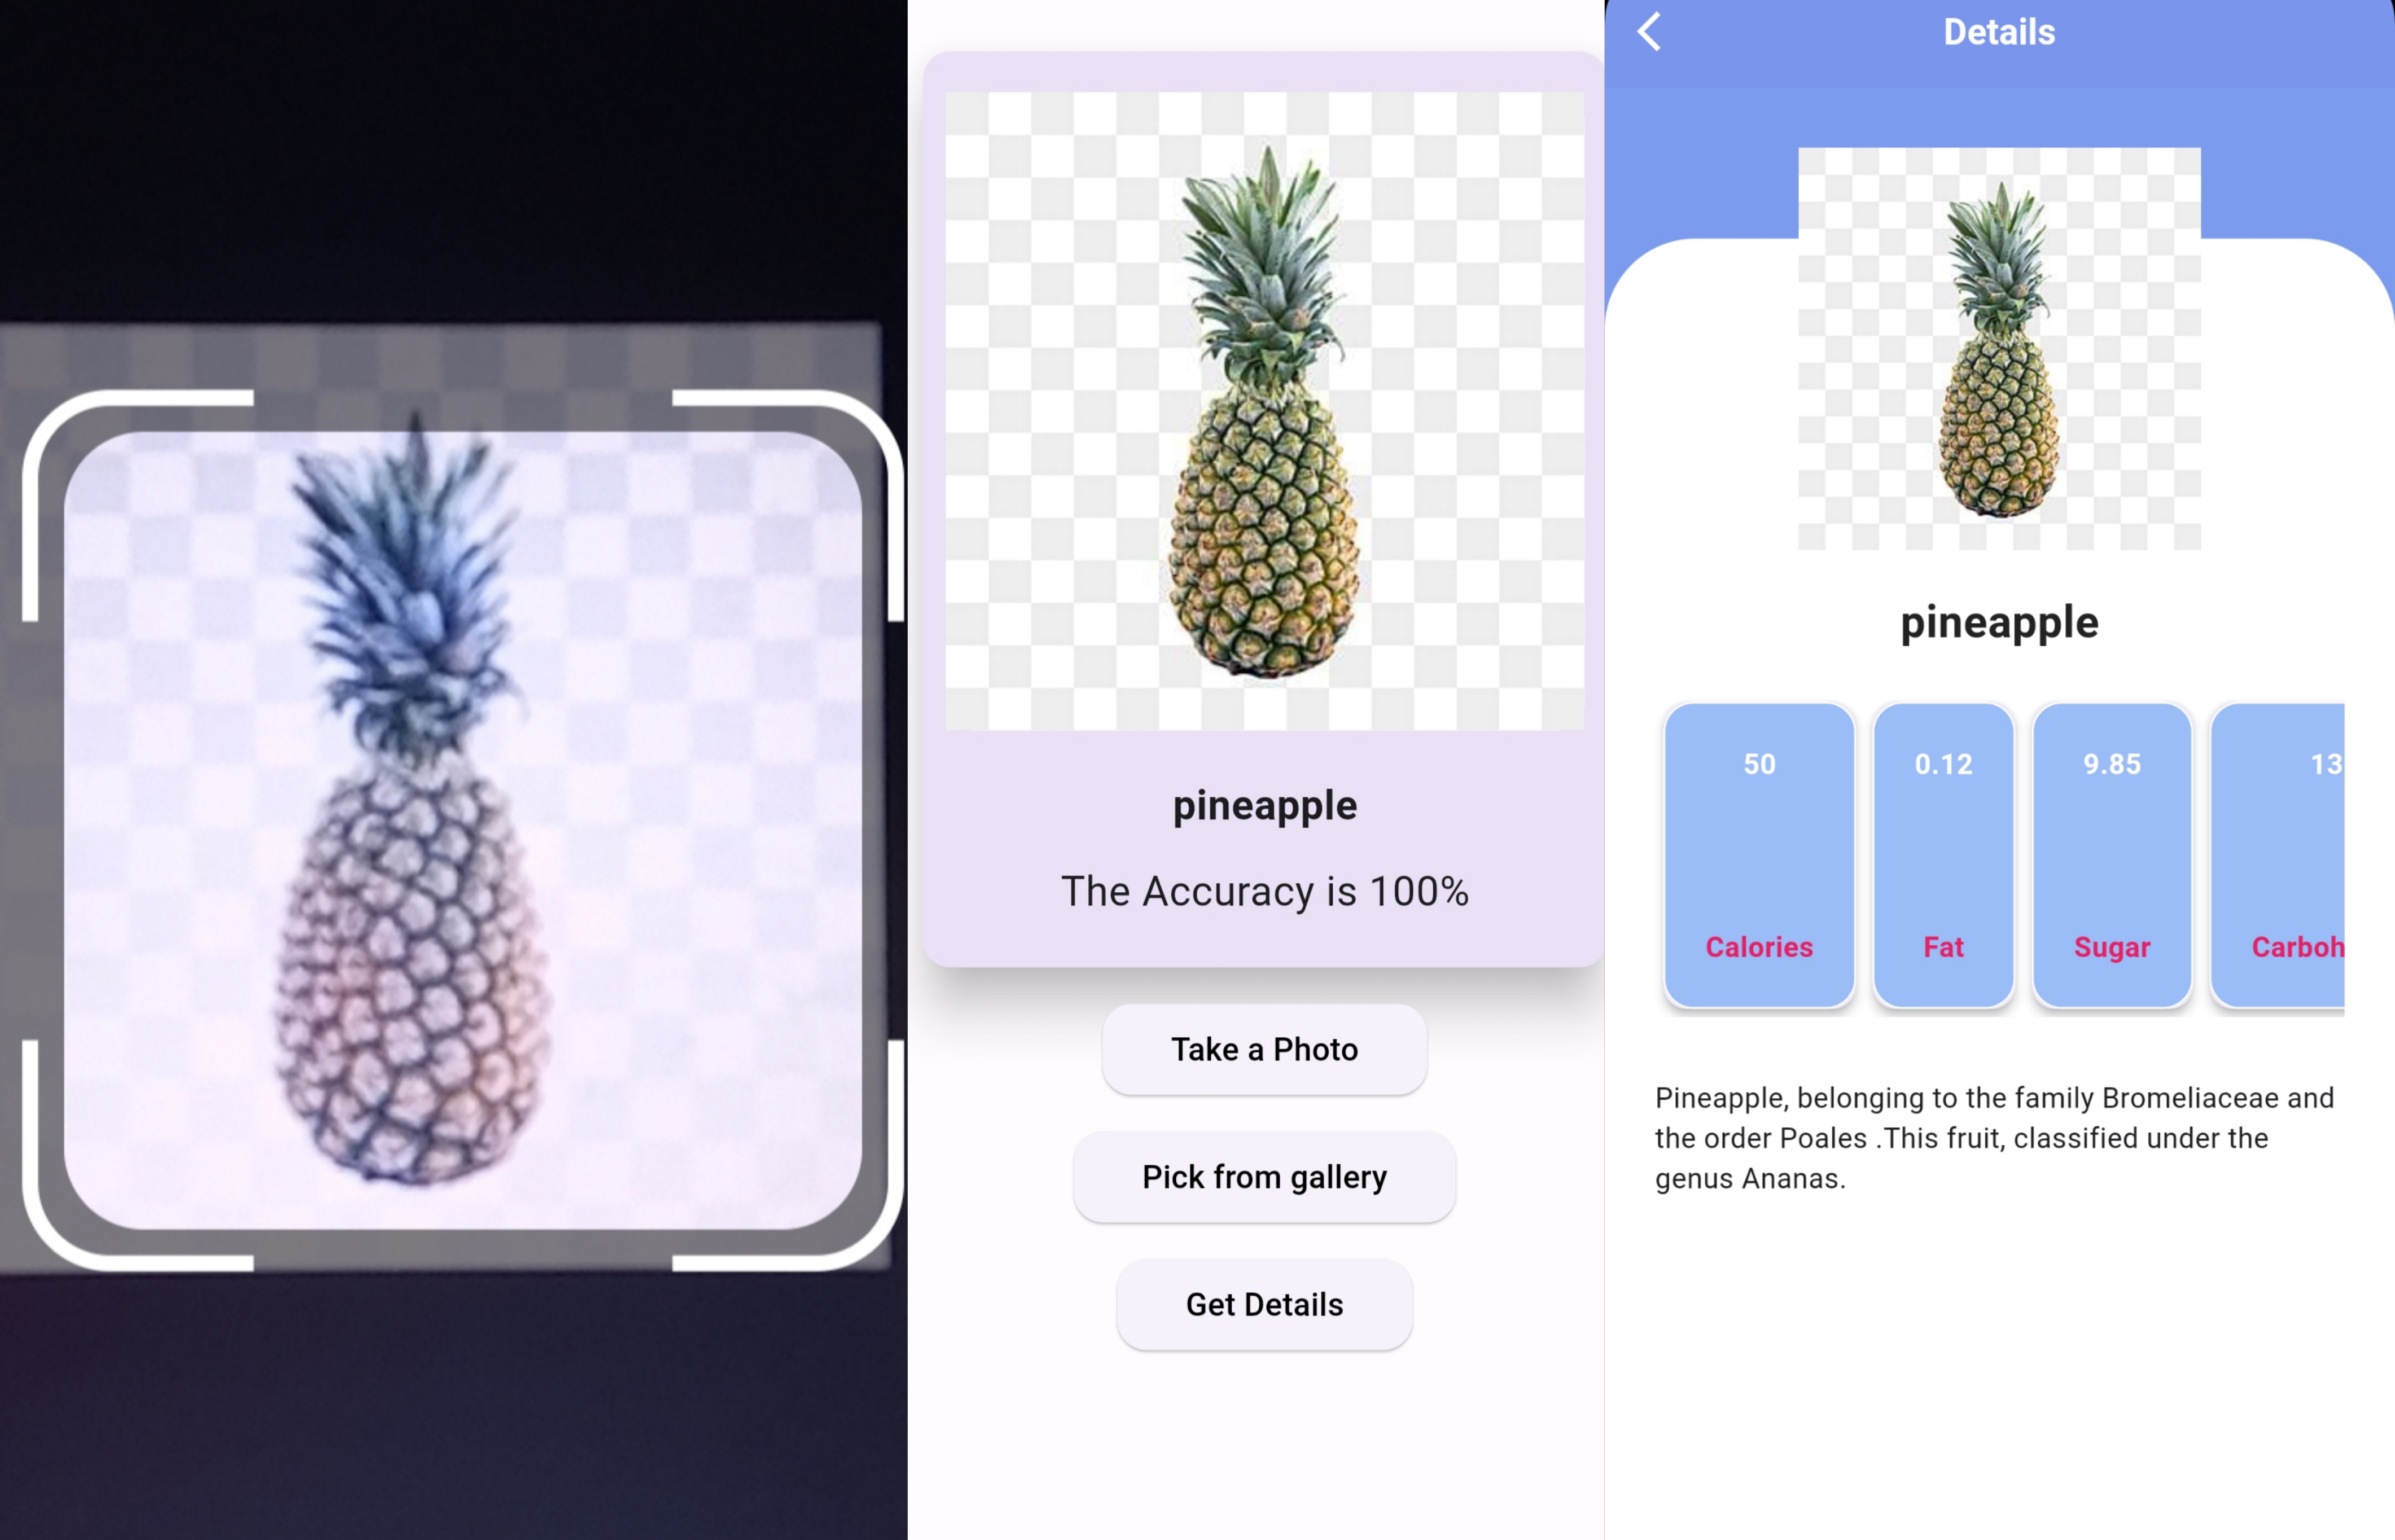 pineapple
The Accuracy is 100%
Take a Photo
Pick from gallery
Get Details
Details
pineapple
50
0.12
9.85
13
Calories
Fat
Sugar
Carboh
Pineapple, belonging to the family Bromeliaceae and
the order Poales .This fruit, classified under the
genus Ananas.